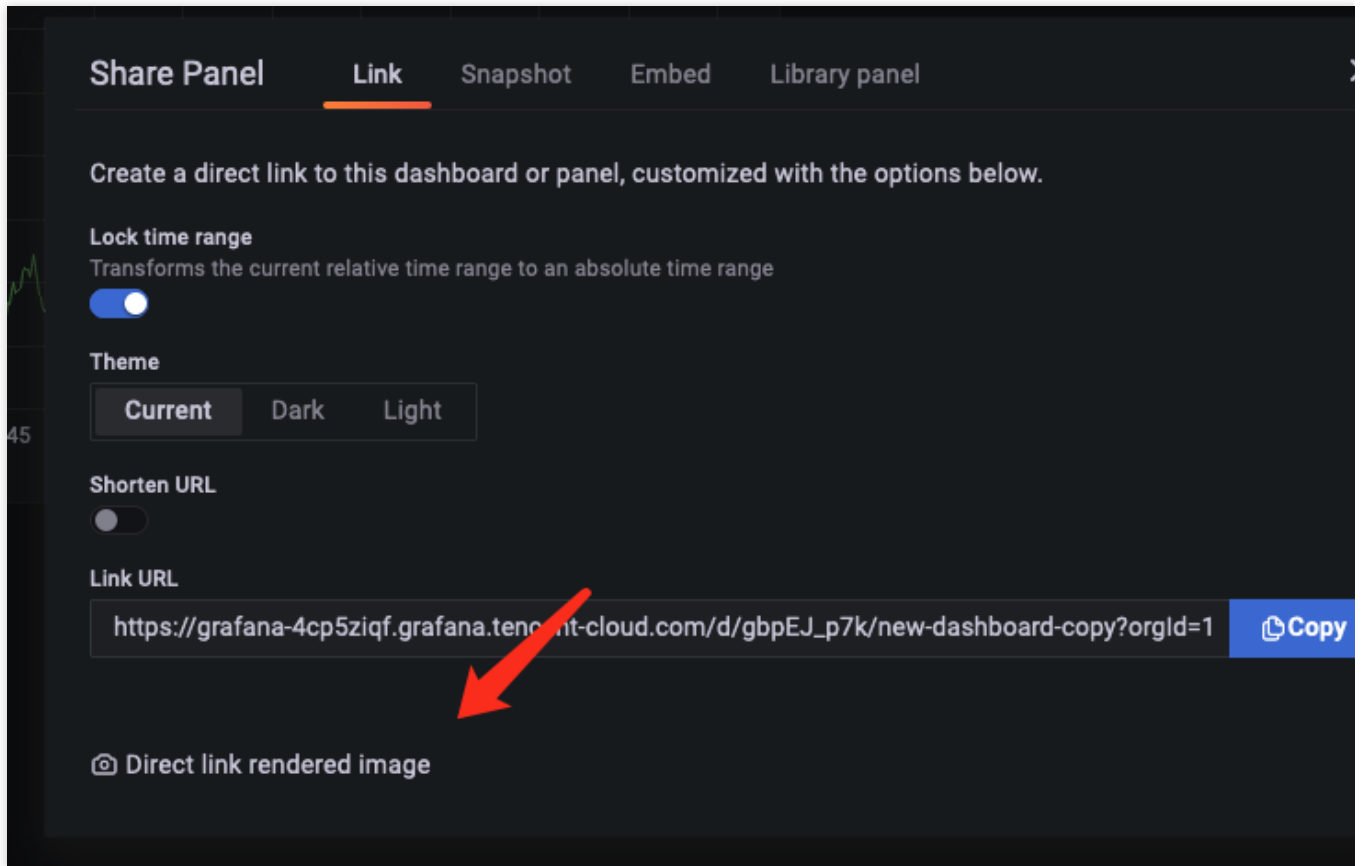 Share Panel Link Snapshot Embed Library panel
Create a direct link to this dashboard or panel, customized with the options below.
Lock time range
Transforms the current relative time range to an absolute time range
Theme
Current Dark Light
45
Shorten URL
Link URL
https://grafana-4cp5ziqf.grafana.tencent-cloud.com/d/gbpEJ_p7k/new-dashboard-copy?orgId=1 Copy
Direct link rendered image